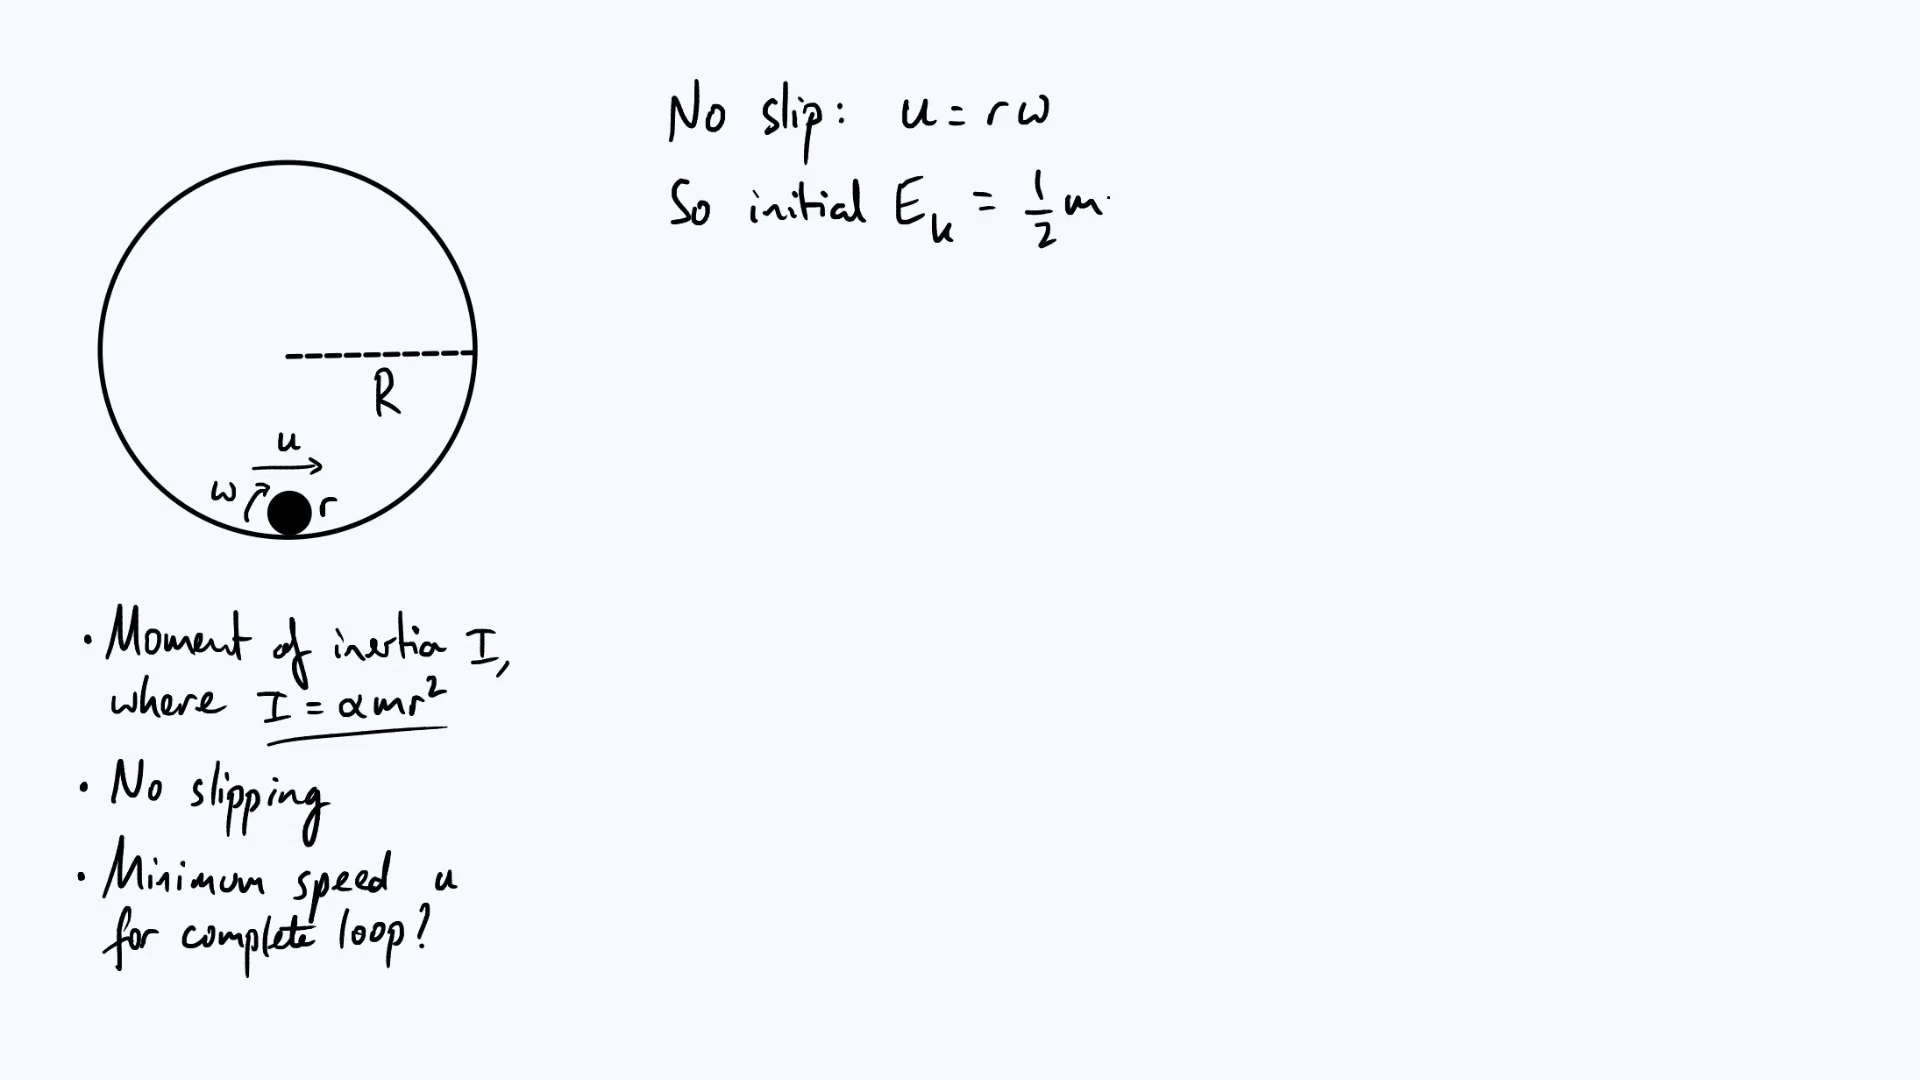 No slip: u = rω
So initial E_k = 1/2 m
R
u
ω
r
• Moment of inertia I,
where I = αmr²
• No slipping
• Minimum speed u
for complete loop?